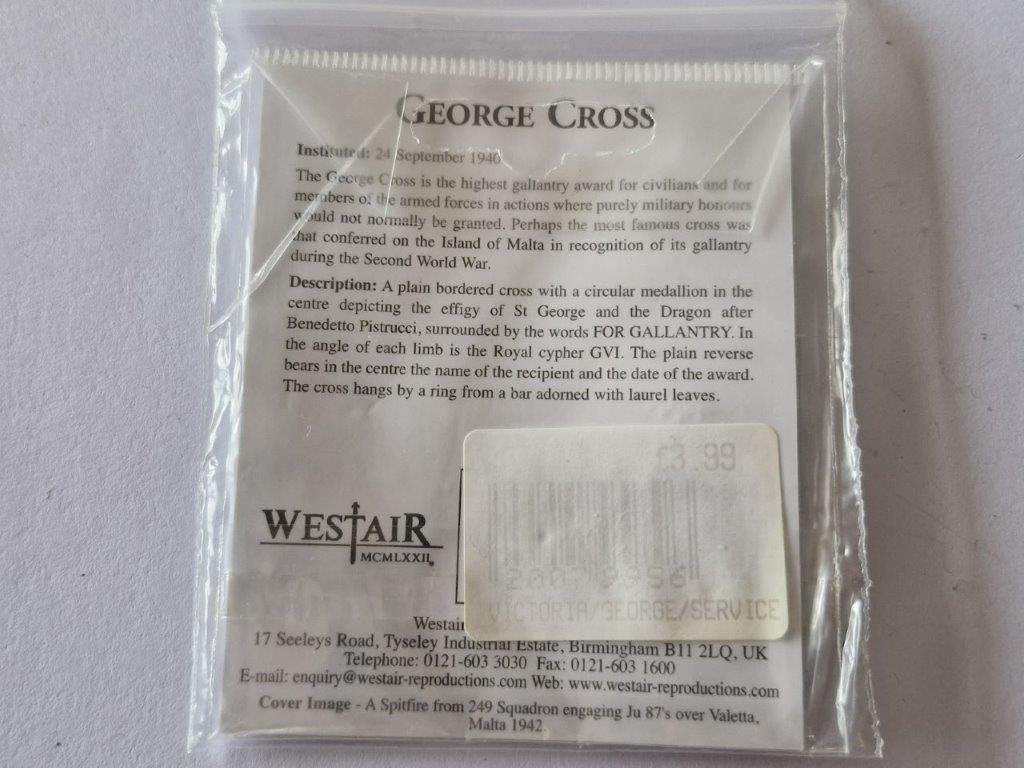 GEORGE CROSS
Instituted: 24 September 1940
The George Cross is the highest gallantry award for civilians and for
members of the armed forces in actions where purely military honours
would not normally be granted. Perhaps the most famous cross was
that conferred on the Island of Malta in recognition of its gallantry
during the Second World War.
Description: A plain bordered cross with a circular medallion in the
centre depicting the effigy of St George and the Dragon after
Benedetto Pistrucci, surrounded by the words FOR GALLANTRY. In
the angle of each limb is the Royal cypher GVI. The plain reverse
bears in the centre the name of the recipient and the date of the award.
The cross hangs by a ring from a bar adorned with laurel leaves.
£3.99
WESTAIR
MCMLXXII
VICTORIA/GEORGE/SERVICE
Westair
17 Seeleys Road, Tyseley Industrial Estate, Birmingham B11 2LQ, UK
Telephone: 0121-603 3030 Fax: 0121-603 1600
E-mail: enquiry@westair-reproductions.com Web: www.westair-reproductions.com
Cover Image - A Spitfire from 249 Squadron engaging Ju 87's over Valetta,
Malta 1942.